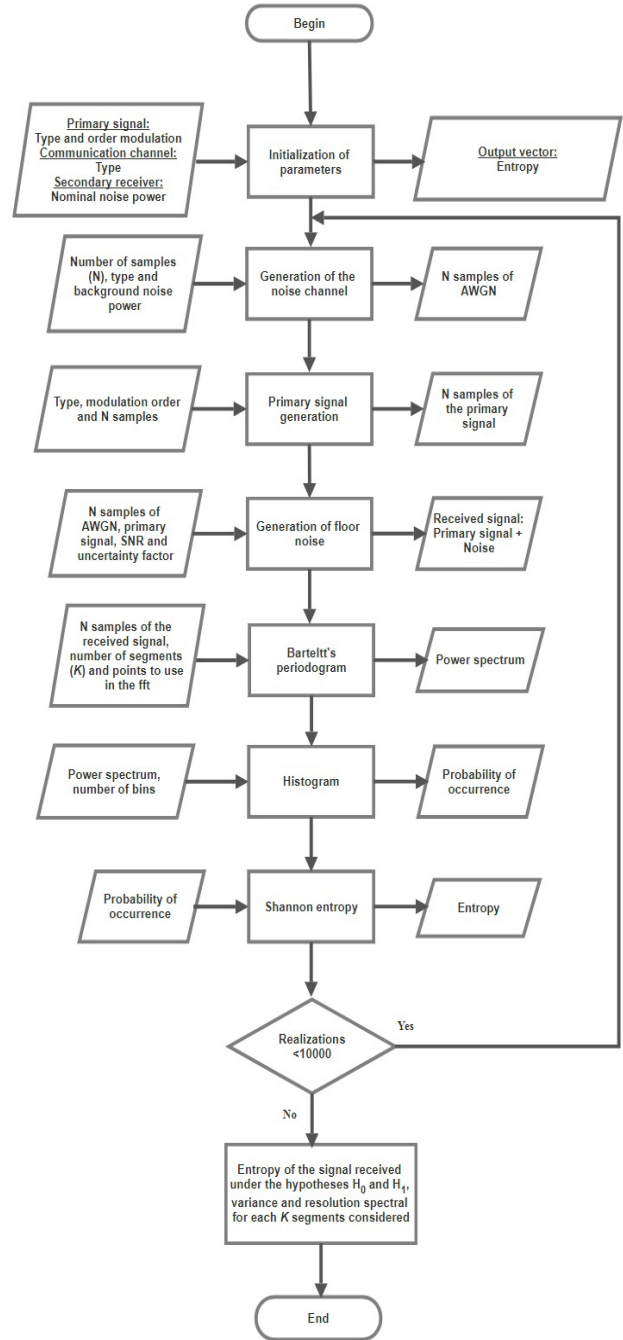 Begin
Primary signal:
Type and order modulation
Communication channel:
Type
Secondary receiver:
Nominal noise power
Initialization of
parameters
Output vector:
Entropy
Number of samples
(N), type and
background noise
power
Generation of the
noise channel
N samples of
AWGN
Type, modulation order
and N samples
Primary signal
generation
N samples of
the primary
signal
N samples of
AWGN, primary
signal, SNR and
uncertainty factor
Generation of floor
noise
Received signal:
Primary signal +
Noise
N samples of the
received signal,
number of segments
(K) and points to use
in the fft
Barteltt's
periodogram
Power spectrum
Power spectrum,
number of bins
Histogram
Probability of
occurrence
Probability of
occurrence
Shannon entropy
Entropy
Realizations
<10000
Yes
No
Entropy of the signal received
under the hypotheses H0 and H1,
variance and resolution spectral
for each K segments considered
End